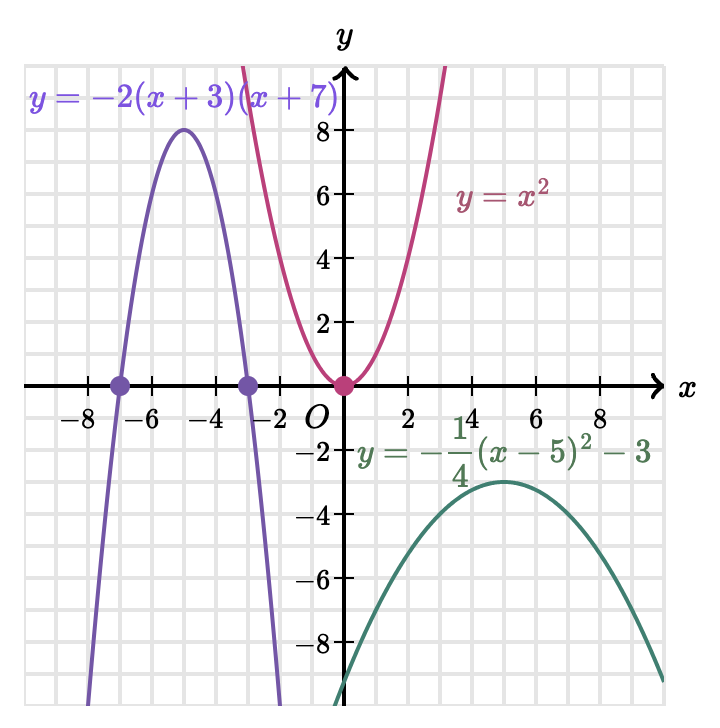 y
y = −2(x + 3)(x + 7)
8
6
y = x²
4
2
x
−8 −6 −4 −2 O 2 4 6 8
−2
y = −1/4(x − 5)² − 3
−4
−6
−8